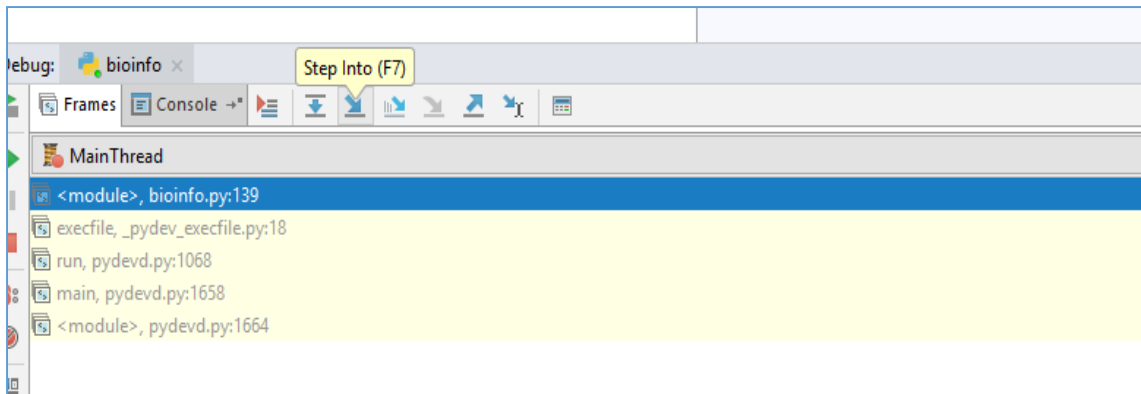 ebug: bioinfo
Step Into (F7)
Frames Console
MainThread
<module>, bioinfo.py:139
execfile, _pydev_execfile.py:18
run, pydevd.py:1068
main, pydevd.py:1658
<module>, pydevd.py:1664